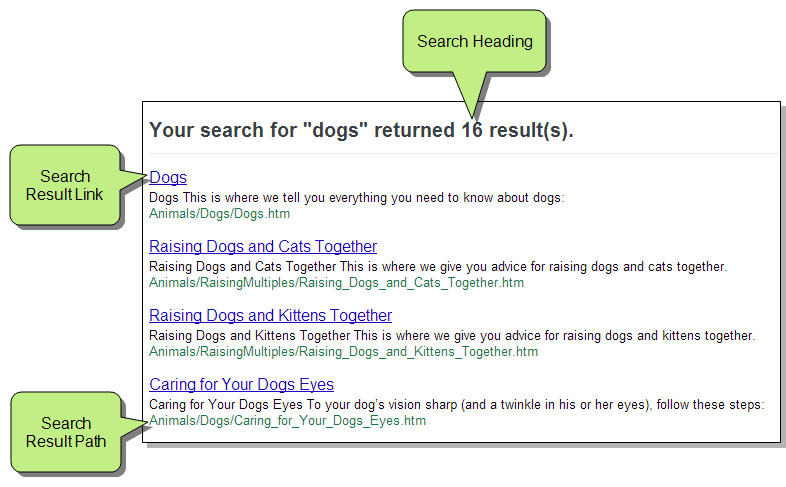 Search Heading
Your search for "dogs" returned 16 result(s).
Search
Result Link
Dogs
Dogs This is where we tell you everything you need to know about dogs:
Animals/Dogs/Dogs.htm
Raising Dogs and Cats Together
Raising Dogs and Cats Together This is where we give you advice for raising dogs and cats together.
Animals/RaisingMultiples/Raising_Dogs_and_Cats_Together.htm
Raising Dogs and Kittens Together
Raising Dogs and Kittens Together This is where we give you advice for raising dogs and kittens together.
Animals/RaisingMultiples/Raising_Dogs_and_Kittens_Together.htm
Caring for Your Dogs Eyes
Caring for Your Dogs Eyes To your dog’s vision sharp (and a twinkle in his or her eyes), follow these steps:
Animals/Dogs/Caring_for_Your_Dogs_Eyes.htm
Search
Result Path